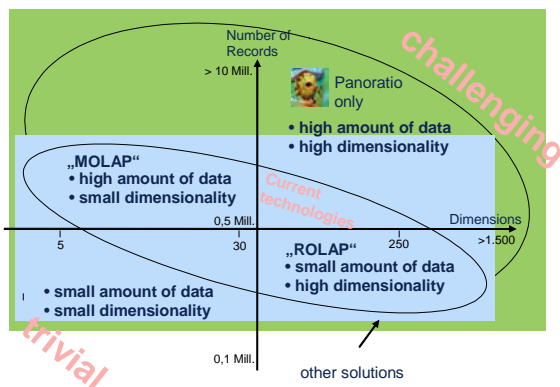 Number of
Records
challenging
> 10 Mill.
Panoratio
only
• high amount of data
• high dimensionality
„MOLAP“
• high amount of data
• small dimensionality
Current
technologies
0,5 Mill.
Dimensions
5
30
250
>1.500
„ROLAP“
• small amount of data
• high dimensionality
• small amount of data
• small dimensionality
trivial
0,1 Mill.
other solutions